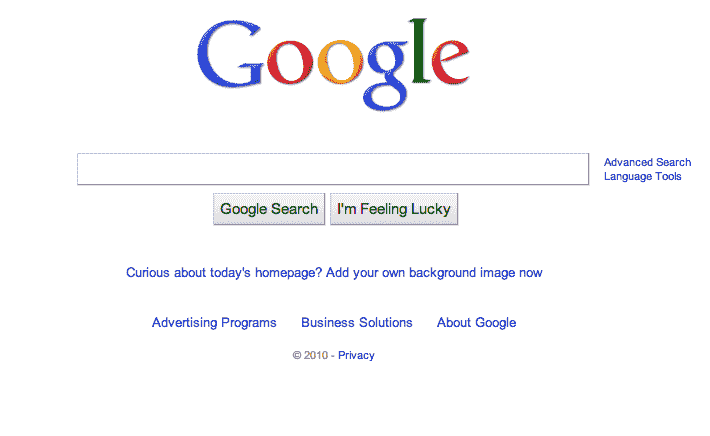 Google
Advanced Search
Language Tools
Google Search I'm Feeling Lucky
Curious about today's homepage? Add your own background image now
Advertising Programs Business Solutions About Google
© 2010 - Privacy